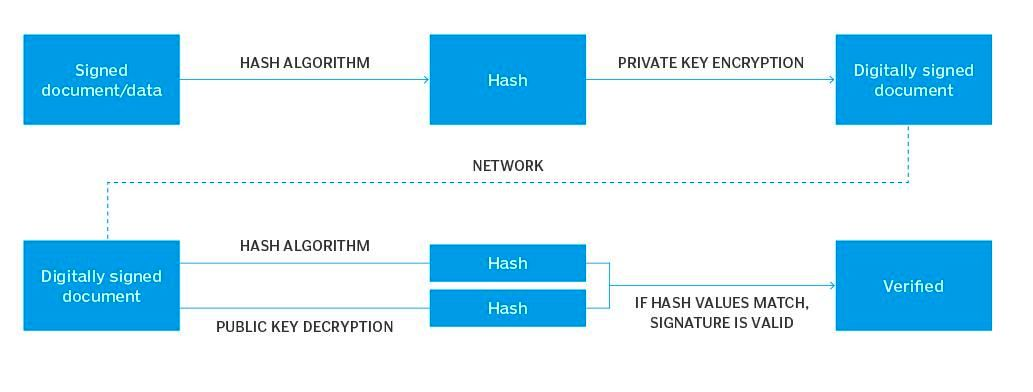 Signed
document/data
HASH ALGORITHM
Hash
PRIVATE KEY ENCRYPTION
Digitally signed
document
NETWORK
Digitally signed
document
HASH ALGORITHM
Hash
Hash
PUBLIC KEY DECRYPTION
IF HASH VALUES MATCH,
SIGNATURE IS VALID
Verified